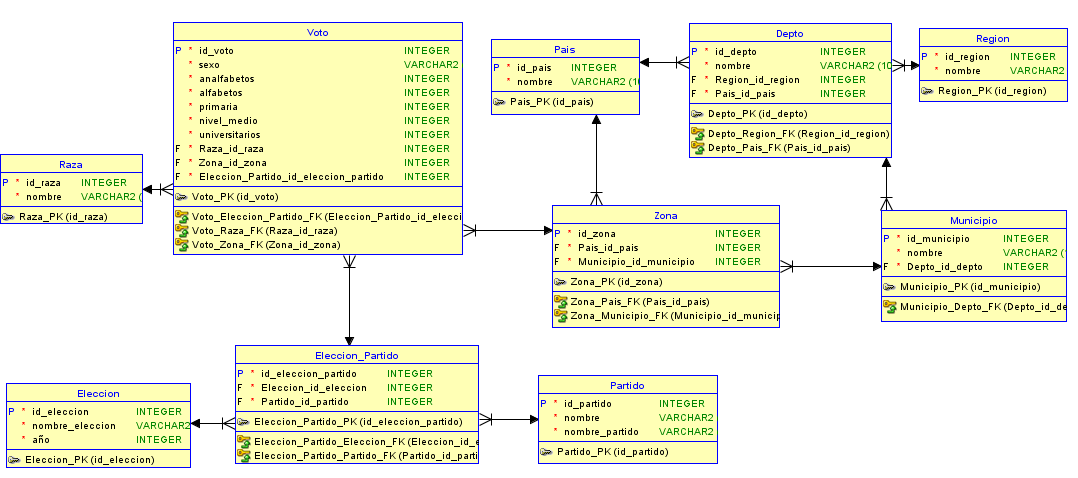 Voto
P * id_voto INTEGER
* sexo VARCHAR2
* analfabetos INTEGER
* alfabetos INTEGER
* primaria INTEGER
* nivel_medio INTEGER
* universitarios INTEGER
F * Raza_id_raza INTEGER
F * Zona_id_zona INTEGER
F * Eleccion_Partido_id_eleccion_partido INTEGER
Voto_PK (id_voto)
Voto_Eleccion_Partido_FK (Eleccion_Partido_id_elecci
Voto_Raza_FK (Raza_id_raza)
Voto_Zona_FK (Zona_id_zona)
Pais
P * id_pais INTEGER
* nombre VARCHAR2 (10
Pais_PK (id_pais)
Depto
P * id_depto INTEGER
* nombre VARCHAR2 (10
F * Region_id_region INTEGER
F * Pais_id_pais INTEGER
Depto_PK (id_depto)
Depto_Region_FK (Region_id_region)
Depto_Pais_FK (Pais_id_pais)
Region
P * id_region INTEGER
* nombre VARCHAR2
Region_PK (id_region)
Raza
P * id_raza INTEGER
* nombre VARCHAR2 (
Raza_PK (id_raza)
Zona
P * id_zona INTEGER
F * Pais_id_pais INTEGER
F * Municipio_id_municipio INTEGER
Zona_PK (id_zona)
Zona_Pais_FK (Pais_id_pais)
Zona_Municipio_FK (Municipio_id_municip
Municipio
P * id_municipio INTEGER
* nombre VARCHAR2 (
F * Depto_id_depto INTEGER
Municipio_PK (id_municipio)
Municipio_Depto_FK (Depto_id_de
Eleccion_Partido
P * id_eleccion_partido INTEGER
F * Eleccion_id_eleccion INTEGER
F * Partido_id_partido INTEGER
Eleccion_Partido_PK (id_eleccion_partido)
Eleccion_Partido_Eleccion_FK (Eleccion_id_e
Eleccion_Partido_Partido_FK (Partido_id_parti
Eleccion
P * id_eleccion INTEGER
* nombre_eleccion VARCHAR2
* año INTEGER
Eleccion_PK (id_eleccion)
Partido
P * id_partido INTEGER
* nombre VARCHAR2
* nombre_partido VARCHAR2
Partido_PK (id_partido)